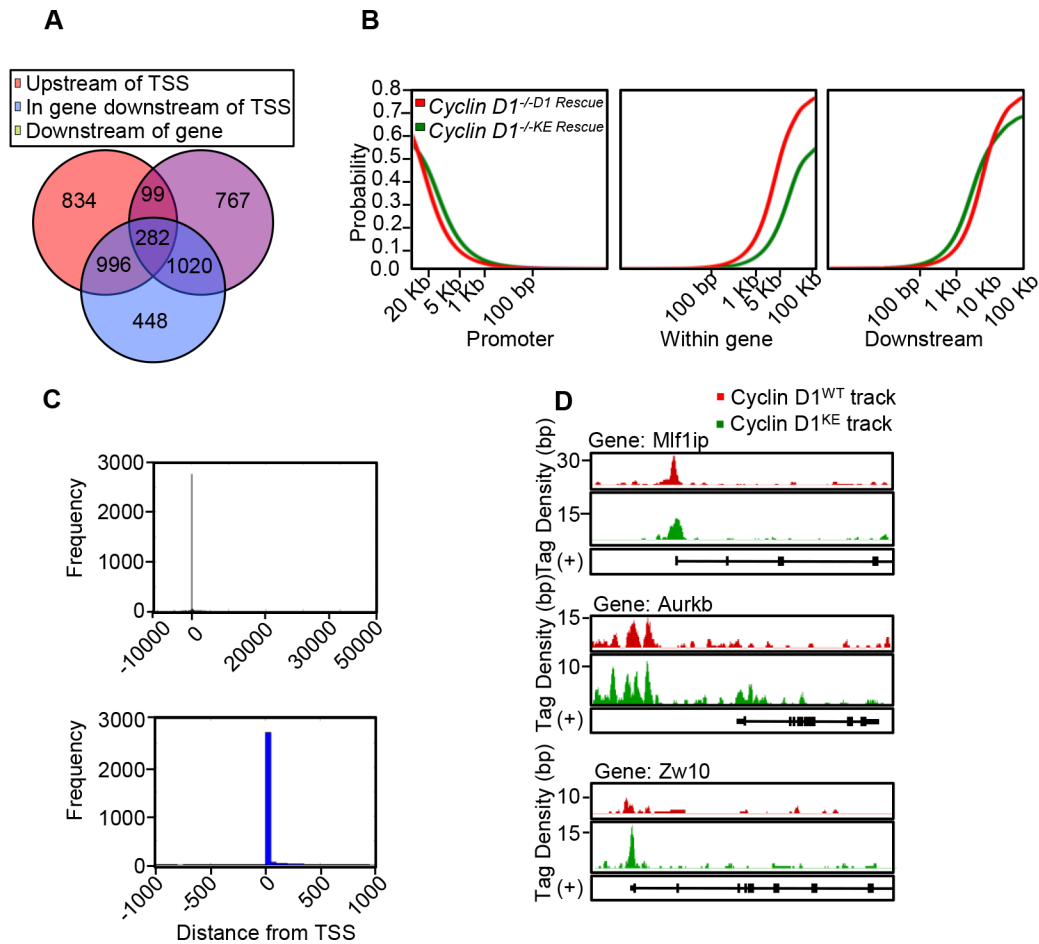 A
Upstream of TSS
In gene downstream of TSS
Downstream of gene
834
99
767
282
996
1020
448
B
Cyclin D1-/-D1 Rescue
Cyclin D1-/-KE Rescue
Probability
0.8
0.7
0.6
0.5
0.4
0.3
0.2
0.1
0.0
20 Kb
5 Kb
1 Kb
100 bp
Promoter
100 bp
1 Kb
5 Kb
100 Kb
Within gene
100 bp
1 Kb
10 Kb
100 Kb
Downstream
C
Frequency
3000
2000
1000
0
-10000
0
20000
30000
50000
Frequency
3000
2000
1000
0
-1000
-500
0
500
1000
Distance from TSS
D
Cyclin D1WT track
Cyclin D1KE track
Gene: Mlf1ip
Tag Density (bp)
30
15
(+)
Gene: Aurkb
Tag Density (bp)
15
10
(+)
Gene: Zw10
Tag Density (bp)
10
15
(+)